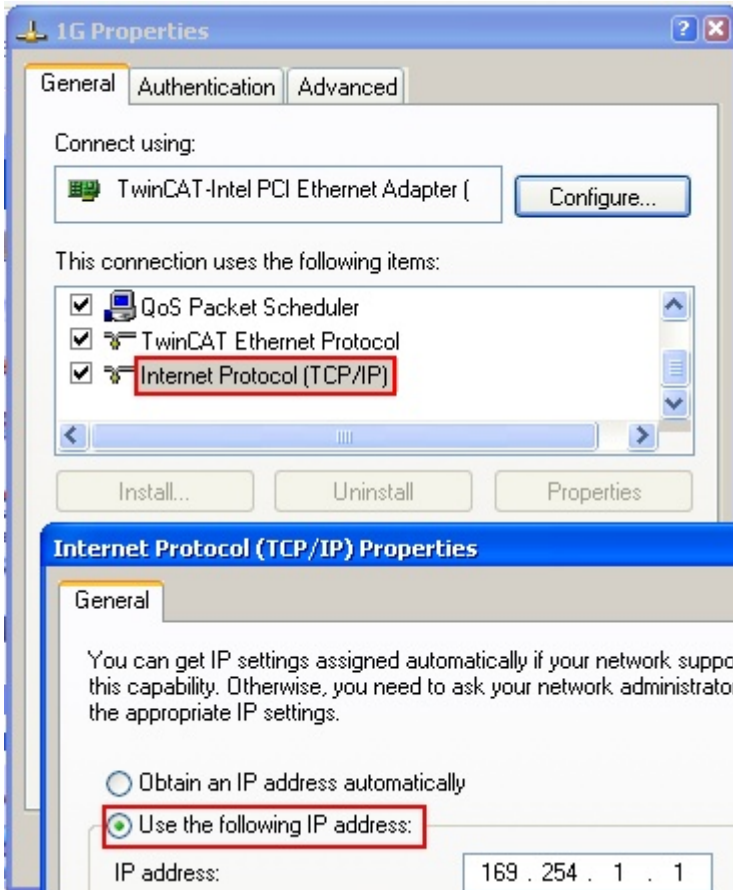 1G Properties
General Authentication Advanced
Connect using:
TwinCAT-Intel PCI Ethernet Adapter (
Configure...
This connection uses the following items:
QoS Packet Scheduler
TwinCAT Ethernet Protocol
Internet Protocol (TCP/IP)
Install... Uninstall Properties
Internet Protocol (TCP/IP) Properties
General
You can get IP settings assigned automatically if your network suppo
this capability. Otherwise, you need to ask your network administrato
the appropriate IP settings.
Obtain an IP address automatically
Use the following IP address:
IP address: 169 . 254 . 1 . 1